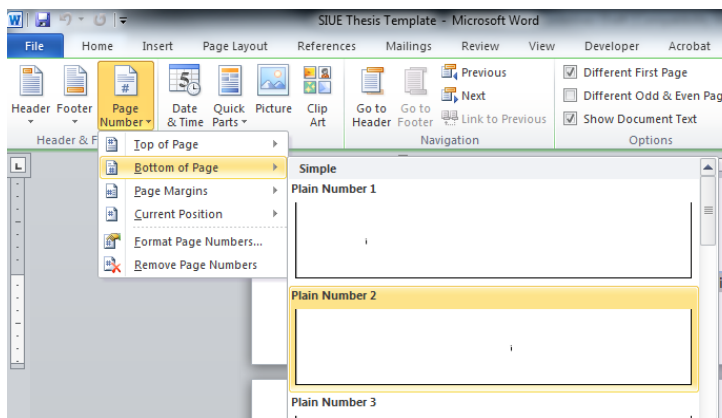 SIUE Thesis Template - Microsoft Word
File Home Insert Page Layout References Mailings Review View Developer Acrobat
Header Footer Page Number Date & Time Quick Parts Picture Clip Art Go to Header Go to Footer
Previous
Next
Link to Previous
Different First Page
Different Odd & Even Pag
Show Document Text
Header & F Navigation Options
Top of Page
Bottom of Page
Page Margins
Current Position
Format Page Numbers...
Remove Page Numbers
Simple
Plain Number 1
i
Plain Number 2
i
Plain Number 3